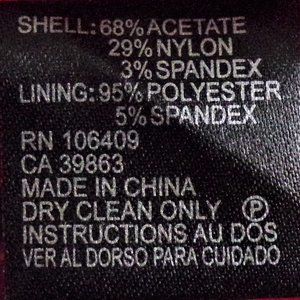 SHELL: 68% ACETATE
29% NYLON
3% SPANDEX
LINING: 95% POLYESTER
5% SPANDEX
RN 106409
CA 39863
MADE IN CHINA
DRY CLEAN ONLY Ⓟ
INSTRUCTIONS AU DOS
VER AL DORSO PARA CUIDADO